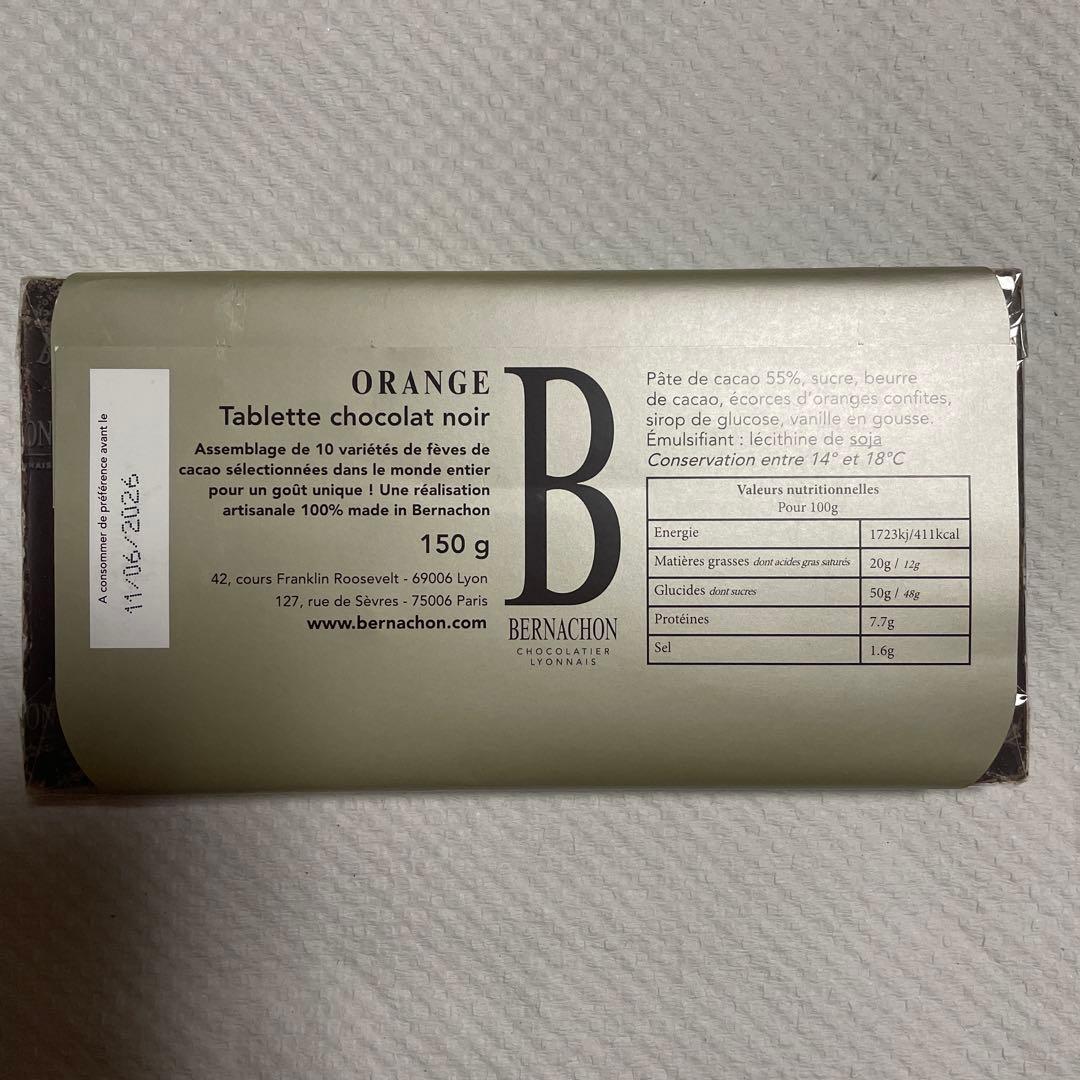 A consommer de préférence avant le
11/06/2026
ORANGE
Tablette chocolat noir
Assemblage de 10 variétés de fèves de
cacao sélectionnées dans le monde entier
pour un goût unique ! Une réalisation
artisanale 100% made in Bernachon
150 g
42, cours Franklin Roosevelt - 69006 Lyon
127, rue de Sèvres - 75006 Paris
www.bernachon.com
B
BERNACHON
CHOCOLATIER
LYONNAIS
Pâte de cacao 55%, sucre, beurre
de cacao, écorces d'oranges confites,
sirop de glucose, vanille en gousse.
Émulsifiant : lécithine de soja
Conservation entre 14° et 18°C
Valeurs nutritionnelles
Pour 100g
Energie 1723kj/411kcal
Matières grasses dont acides gras saturés 20g / 12g
Glucides dont sucres 50g / 48g
Protéines 7.7g
Sel 1.6g